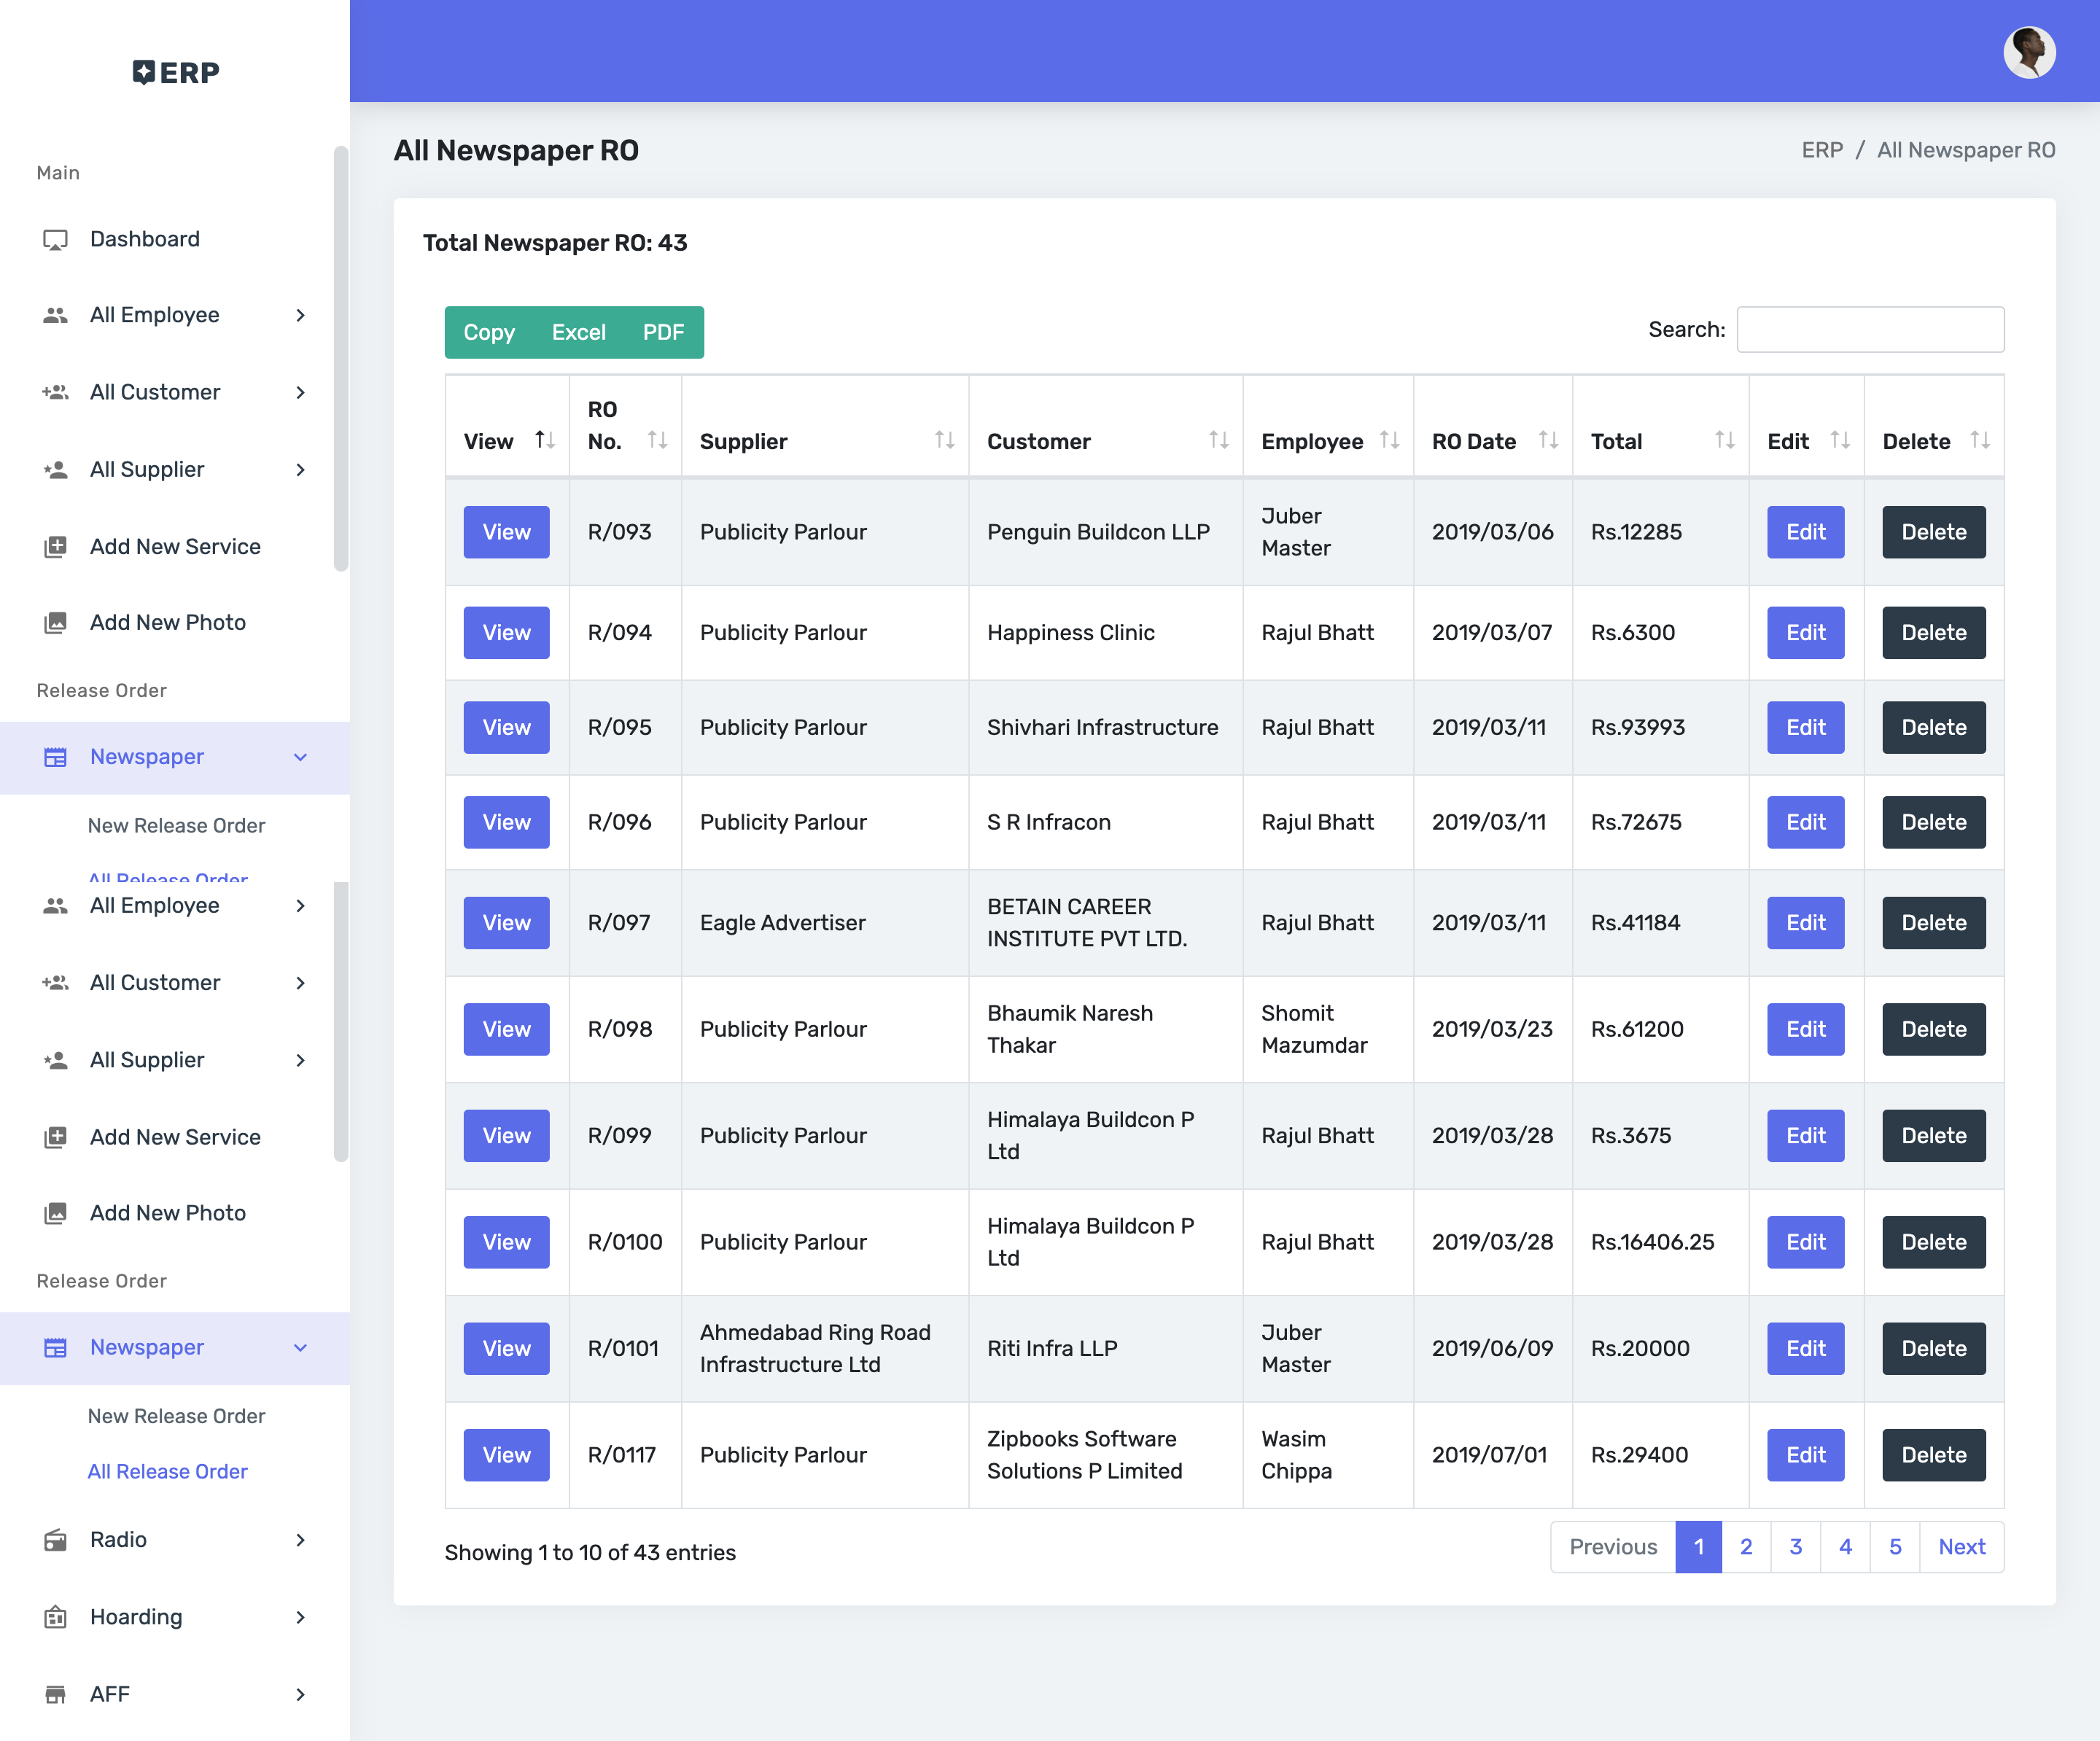 ERP
Main
Dashboard
All Employee
All Customer
All Supplier
Add New Service
Add New Photo
Release Order
Newspaper
New Release Order
All Release Order
All Employee
All Customer
All Supplier
Add New Service
Add New Photo
Release Order
Newspaper
New Release Order
All Release Order
Radio
Hoarding
AFF
All Newspaper RO
ERP / All Newspaper RO
Total Newspaper RO: 43
Copy Excel PDF
Search:
View RO No. Supplier Customer Employee RO Date Total Edit Delete
View R/093 Publicity Parlour Penguin Buildcon LLP Juber Master 2019/03/06 Rs.12285 Edit Delete
View R/094 Publicity Parlour Happiness Clinic Rajul Bhatt 2019/03/07 Rs.6300 Edit Delete
View R/095 Publicity Parlour Shivhari Infrastructure Rajul Bhatt 2019/03/11 Rs.93993 Edit Delete
View R/096 Publicity Parlour S R Infracon Rajul Bhatt 2019/03/11 Rs.72675 Edit Delete
View R/097 Eagle Advertiser BETAIN CAREER INSTITUTE PVT LTD. Rajul Bhatt 2019/03/11 Rs.41184 Edit Delete
View R/098 Publicity Parlour Bhaumik Naresh Thakar Shomit Mazumdar 2019/03/23 Rs.61200 Edit Delete
View R/099 Publicity Parlour Himalaya Buildcon P Ltd Rajul Bhatt 2019/03/28 Rs.3675 Edit Delete
View R/0100 Publicity Parlour Himalaya Buildcon P Ltd Rajul Bhatt 2019/03/28 Rs.16406.25 Edit Delete
View R/0101 Ahmedabad Ring Road Infrastructure Ltd Riti Infra LLP Juber Master 2019/06/09 Rs.20000 Edit Delete
View R/0117 Publicity Parlour Zipbooks Software Solutions P Limited Wasim Chippa 2019/07/01 Rs.29400 Edit Delete
Showing 1 to 10 of 43 entries
Previous 1 2 3 4 5 Next